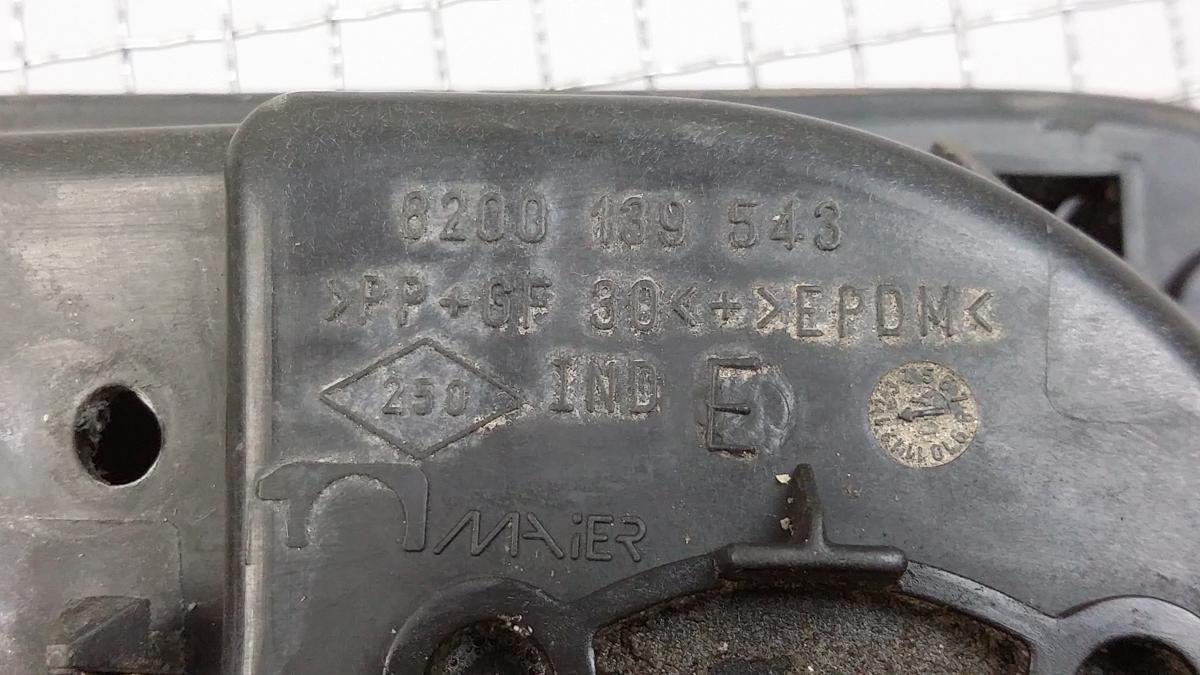 8200 139 543
>PP+GF 30<+>EPDM<
250 IND E
MAiER